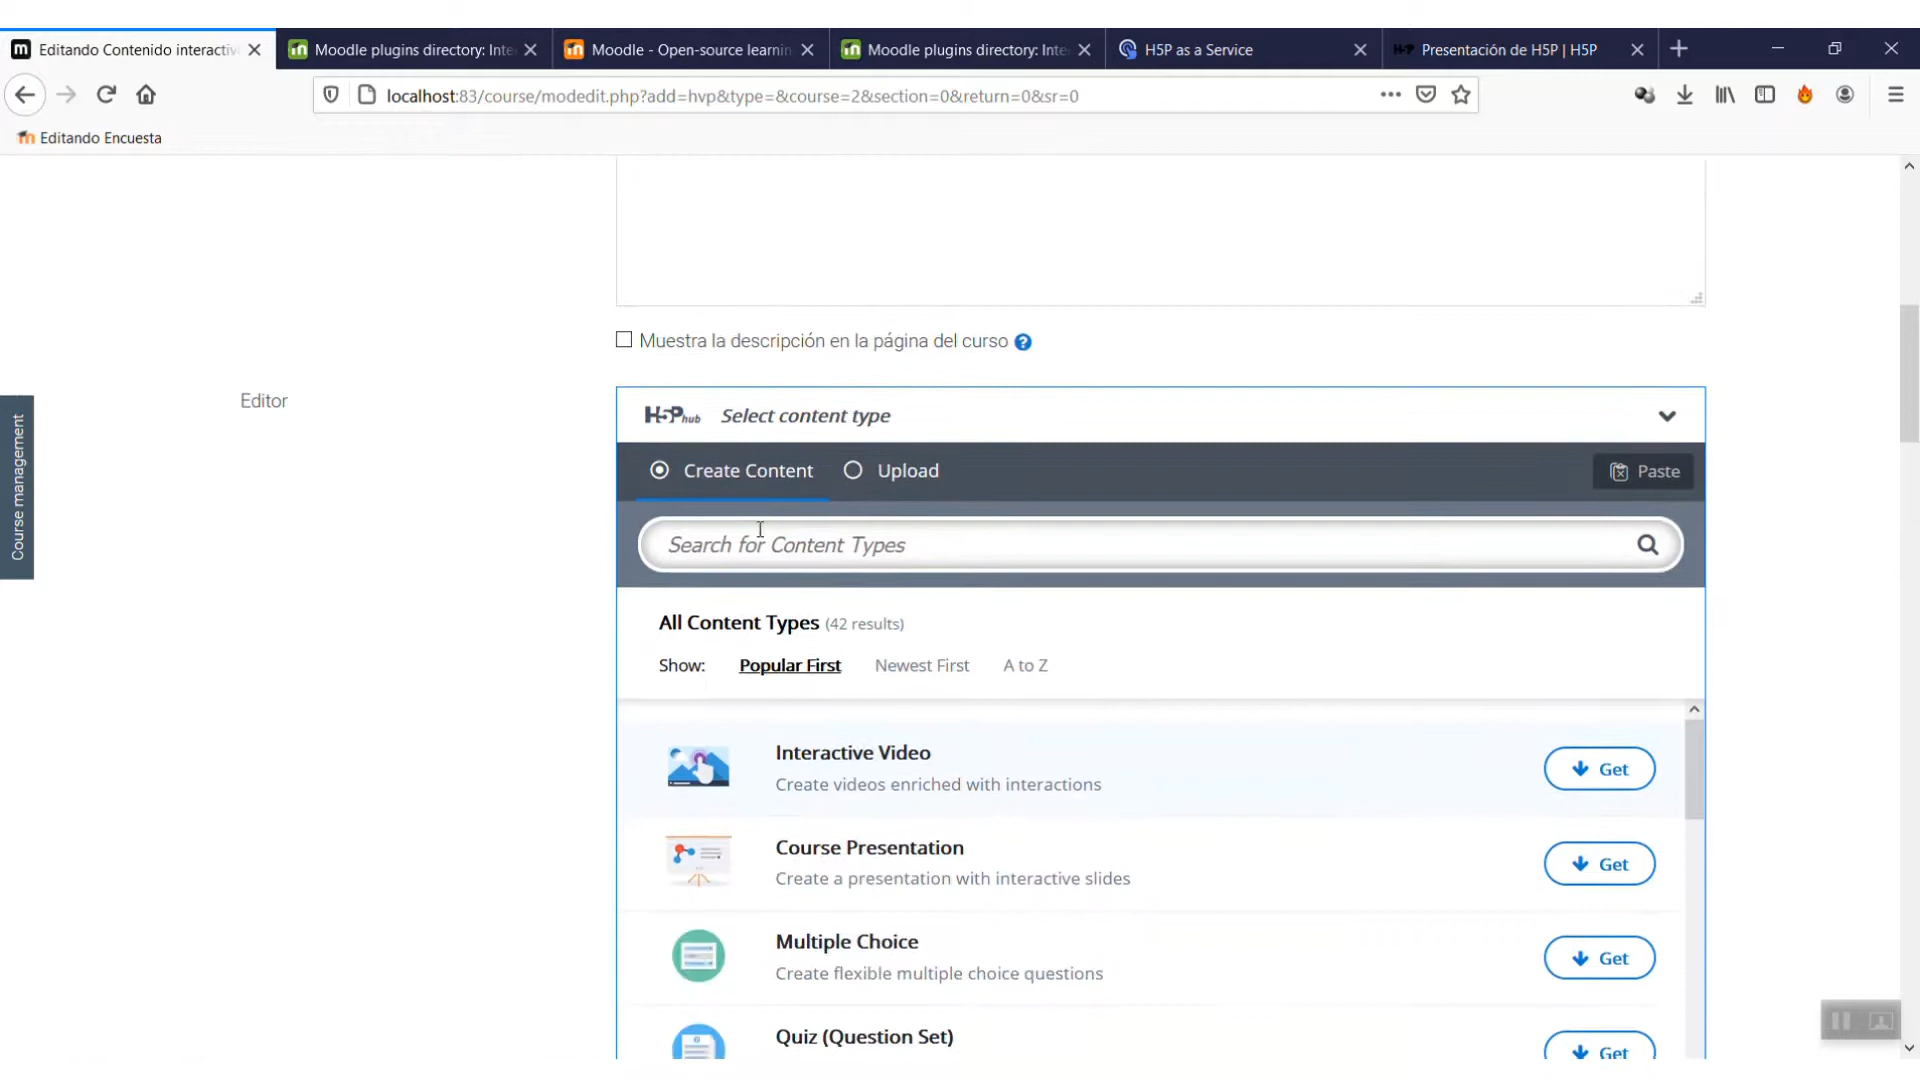 Editando Contenido interactiv
Moodle plugins directory: Inte
Moodle - Open-source learnin
Moodle plugins directory: Inte
H5P as a Service
Presentación de H5P | H5P
localhost:83/course/modedit.php?add=hvp&type=&course=2&section=0&return=0&sr=0
Editando Encuesta
Muestra la descripción en la página del curso
Course management
Editor
H5Phub Select content type
Create Content
Upload
Paste
Search for Content Types
All Content Types (42 results)
Show: Popular First Newest First A to Z
Interactive Video
Create videos enriched with interactions
Get
Course Presentation
Create a presentation with interactive slides
Get
Multiple Choice
Create flexible multiple choice questions
Get
Quiz (Question Set)
Get